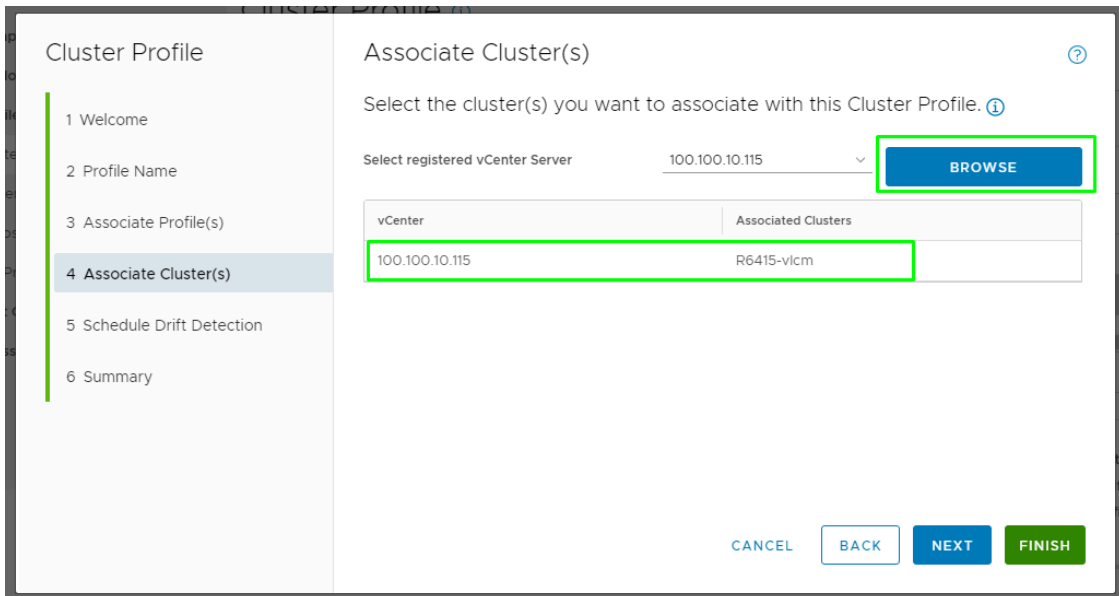 Cluster Profile
Cluster Profile
1 Welcome
2 Profile Name
3 Associate Profile(s)
4 Associate Cluster(s)
5 Schedule Drift Detection
6 Summary
Associate Cluster(s)
Select the cluster(s) you want to associate with this Cluster Profile.
Select registered vCenter Server 100.100.10.115 BROWSE
vCenter Associated Clusters
100.100.10.115 R6415-vlcm
CANCEL BACK NEXT FINISH